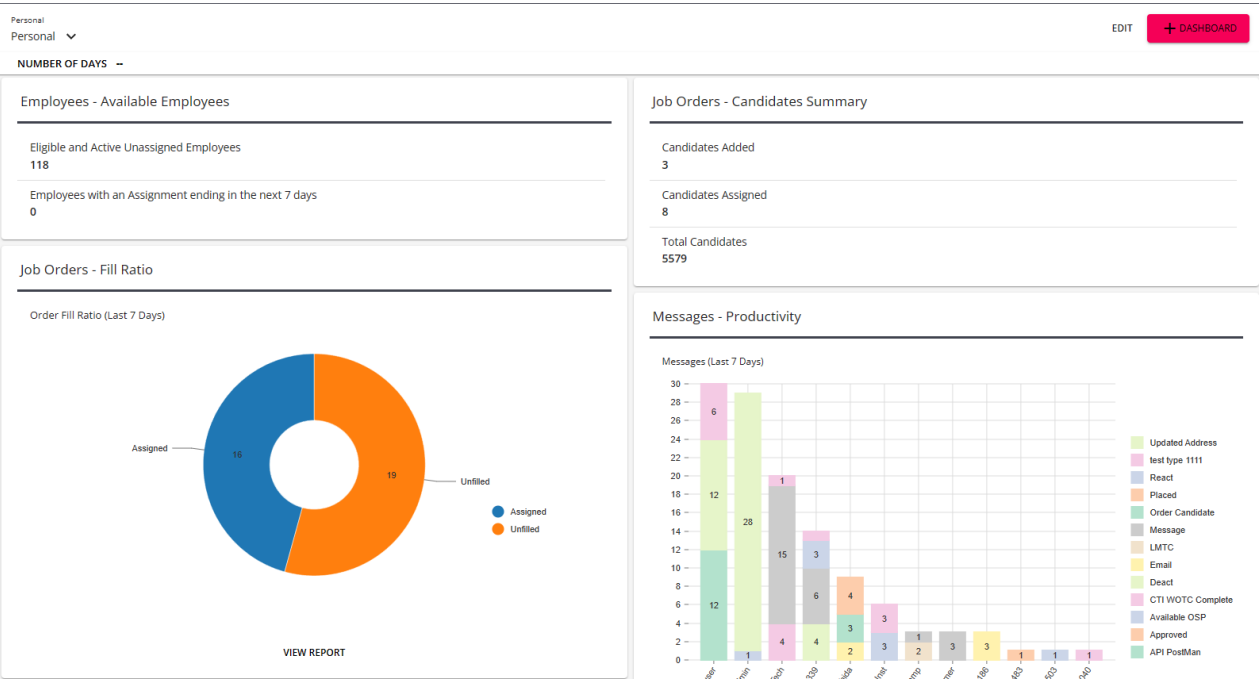 Personal
Personal
EDIT
+ DASHBOARD
NUMBER OF DAYS --
Employees - Available Employees
Eligible and Active Unassigned Employees
118
Employees with an Assignment ending in the next 7 days
0
Job Orders - Candidates Summary
Candidates Added
3
Candidates Assigned
8
Total Candidates
5579
Job Orders - Fill Ratio
Order Fill Ratio (Last 7 Days)
Assigned
16
19
Unfilled
Assigned
Unfilled
VIEW REPORT
Messages - Productivity
Messages (Last 7 Days)
30
28
26
24
22
20
18
16
14
12
10
8
6
4
2
0
6
12
12
28
1
1
15
4
3
6
4
4
3
2
3
3
1
2
3
3
1
1
1
339
186
483
503
040
Updated Address
test type 1111
React
Placed
Order Candidate
Message
LMTC
Email
Deact
CTI WOTC Complete
Available OSP
Approved
API PostMan